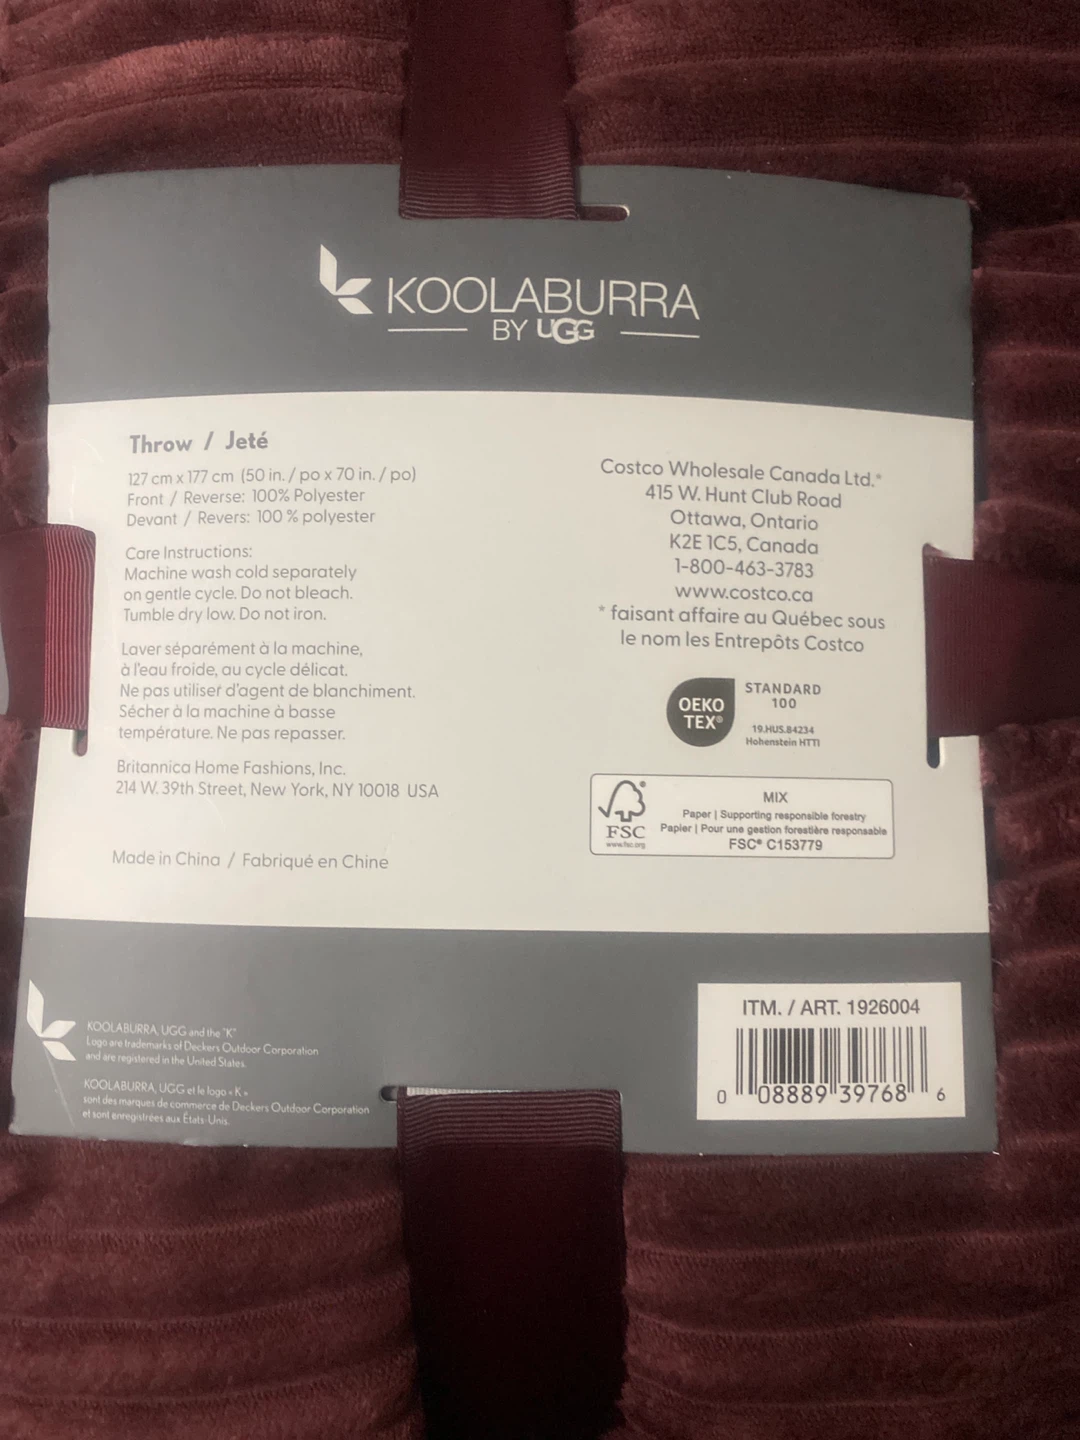 KOOLABURRA
BY UGG
Throw / Jeté
127 cm x 177 cm (50 in. / po x 70 in. / po)
Front / Reverse: 100% Polyester
Devant / Revers: 100 % polyester
Care Instructions:
Machine wash cold separately
on gentle cycle. Do not bleach.
Tumble dry low. Do not iron.
Laver séparément à la machine,
à l'eau froide, au cycle délicat.
Ne pas utiliser d'agent de blanchiment.
Sécher à la machine à basse
température. Ne pas repasser.
Britannica Home Fashions, Inc.
214 W. 39th Street, New York, NY 10018 USA
Made in China / Fabriqué en Chine
Costco Wholesale Canada Ltd.*
415 W. Hunt Club Road
Ottawa, Ontario
K2E 1C5, Canada
1-800-463-3783
www.costco.ca
* faisant affaire au Québec sous
le nom les Entrepôts Costco
OEKO
TEX®
STANDARD
100
19.HUS.84234
Hohenstein HTTI
FSC
www.fsc.org
MIX
Paper | Supporting responsible forestry
Papier | Pour une gestion forestière responsable
FSC® C153779
KOOLABURRA, UGG and the "K"
Logo are trademarks of Deckers Outdoor Corporation
and are registered in the United States.
KOOLABURRA, UGG et le logo « K »
sont des marques de commerce de Deckers Outdoor Corporation
et sont enregistrées aux États-Unis.
ITM. / ART. 1926004
0 08889 39768 6